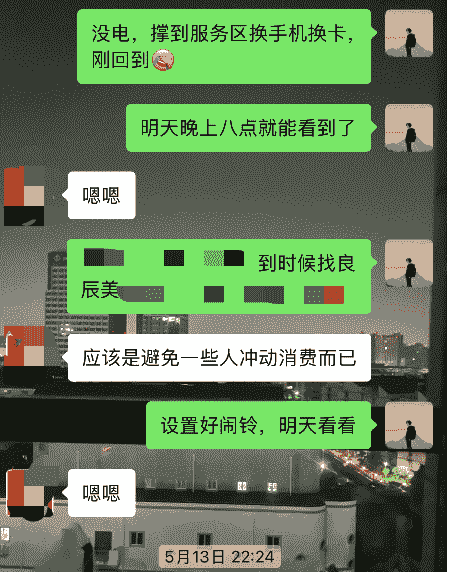 没电，撑到服务区换手机换卡，
刚回到
明天晚上八点就能看到了
嗯嗯
到时候找良
辰美
应该是避免一些人冲动消费而已
设置好闹铃，明天看看
嗯嗯
5月13日 22:24